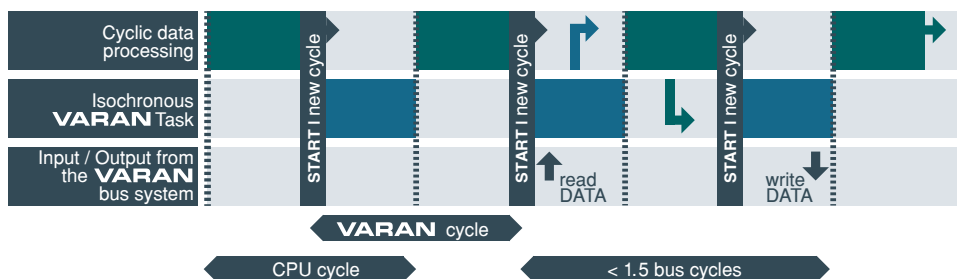 Cyclic data
processing
Isochronous
VARAN Task
Input / Output from
the VARAN
bus system
START I new cycle
START I new cycle
START I new cycle
read
DATA
write
DATA
VARAN cycle
CPU cycle
< 1.5 bus cycles